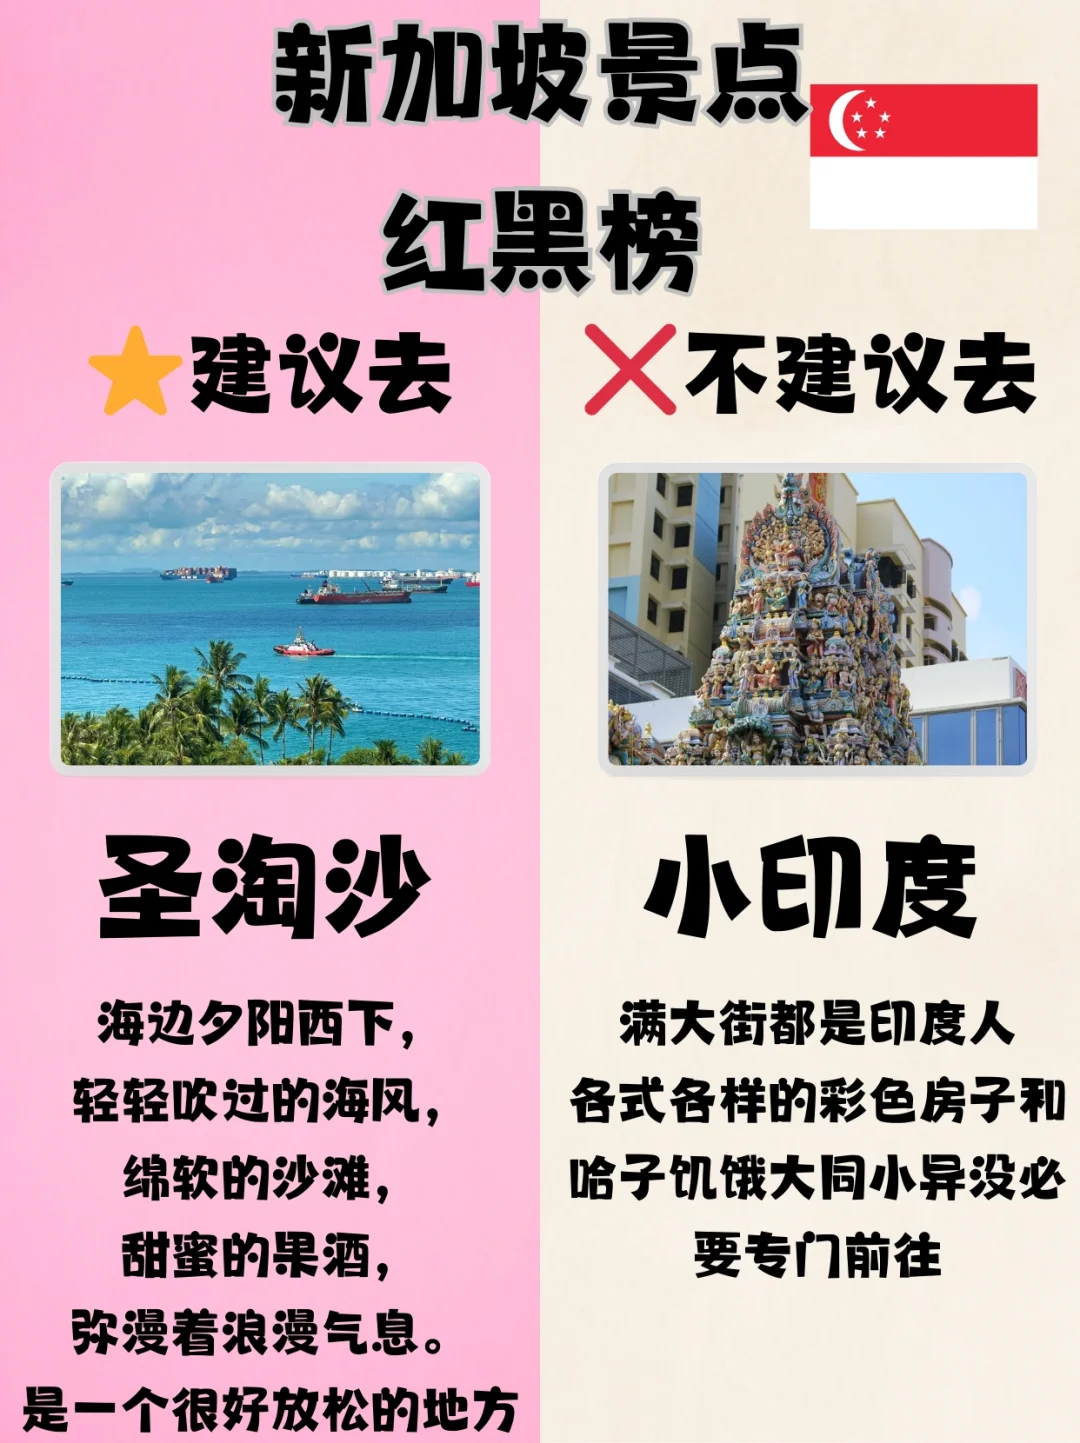 新加坡景点
红黑榜
建议去
不建议去
圣淘沙
海边夕阳西下，
轻轻吹过的海风，
绵软的沙滩，
甜蜜的果酒，
弥漫着浪漫气息。
是一个很好放松的地方
小印度
满大街都是印度人
各式各样的彩色房子和
哈子饥饿大同小异没必
要专门前往